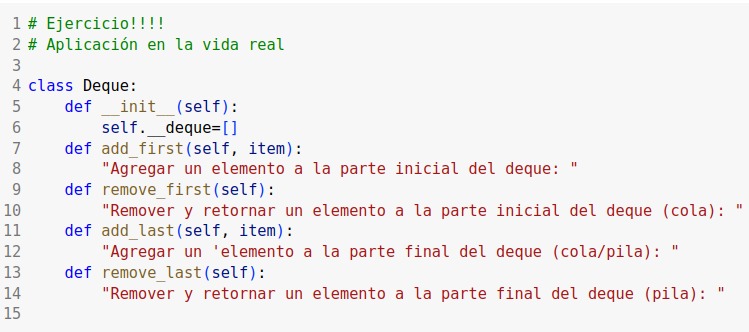 1 # Ejercicio!!!!
2 # Aplicación en la vida real
3
4 class Deque:
5     def __init__(self):
6         self.__deque=[]
7     def add_first(self, item):
8         "Agregar un elemento a la parte inicial del deque: "
9     def remove_first(self):
10         "Remover y retornar un elemento a la parte inicial del deque (cola): "
11     def add_last(self, item):
12         "Agregar un 'elemento a la parte final del deque (cola/pila): "
13     def remove_last(self):
14         "Remover y retornar un elemento a la parte final del deque (pila): "
15